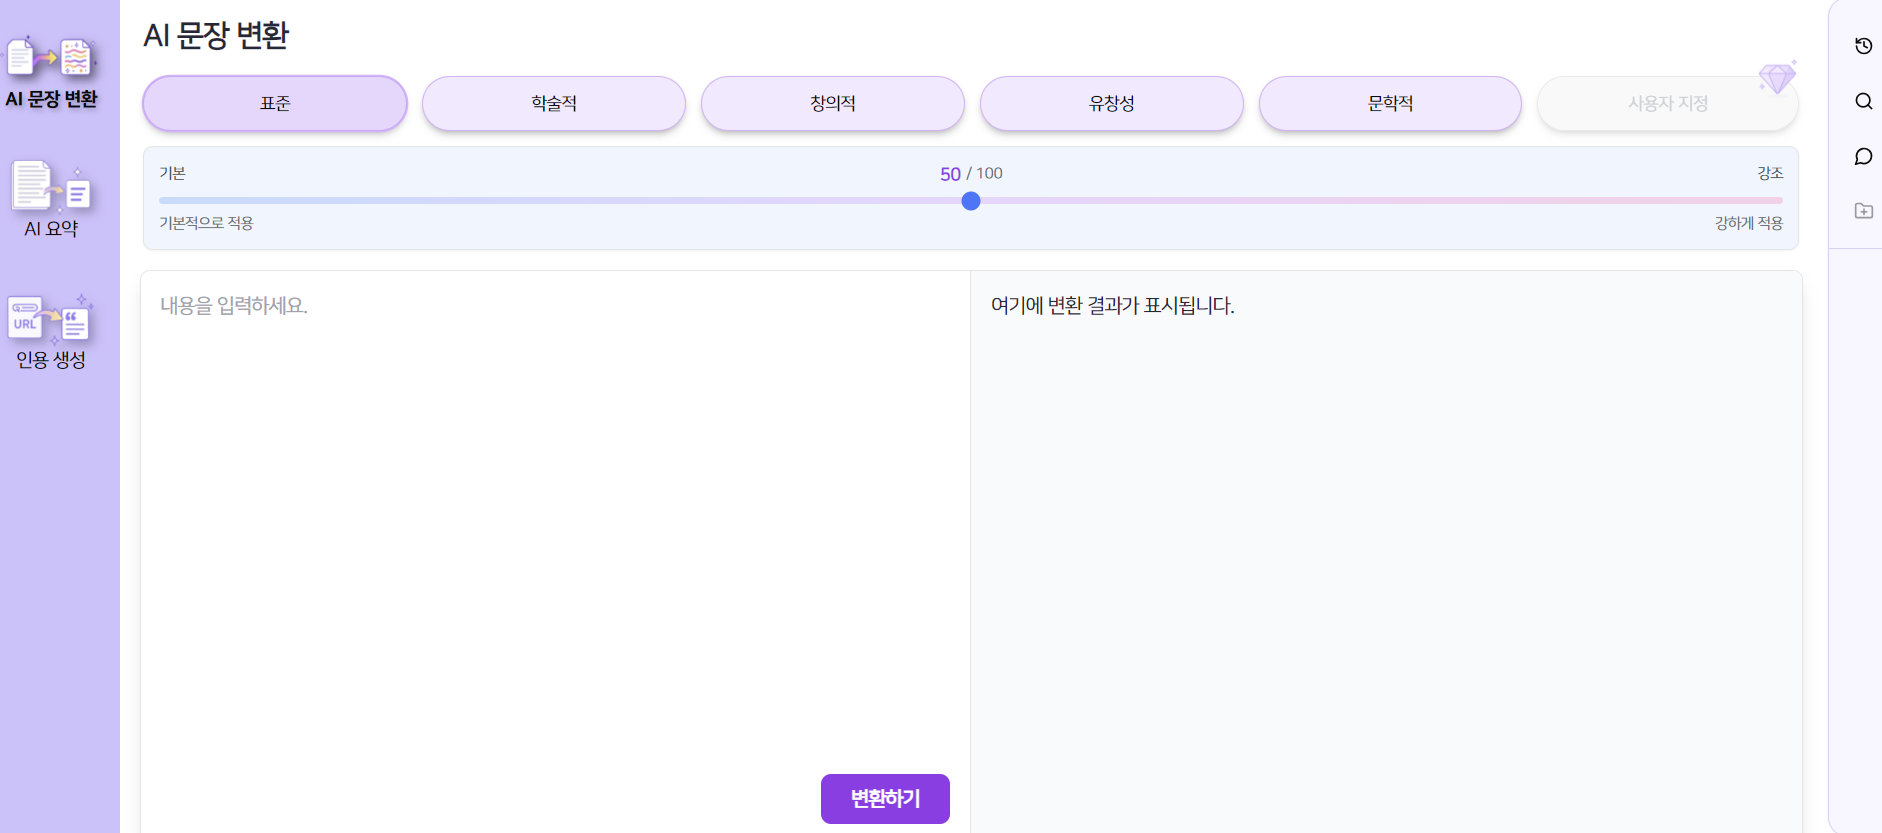 AI 문장 변환
AI 요약
URL
인용 생성
AI 문장 변환
표준
학술적
창의적
유창성
문학적
사용자 지정
기본
50 / 100
강조
기본적으로 적용
강하게 적용
내용을 입력하세요.
여기에 변환 결과가 표시됩니다.
변환하기